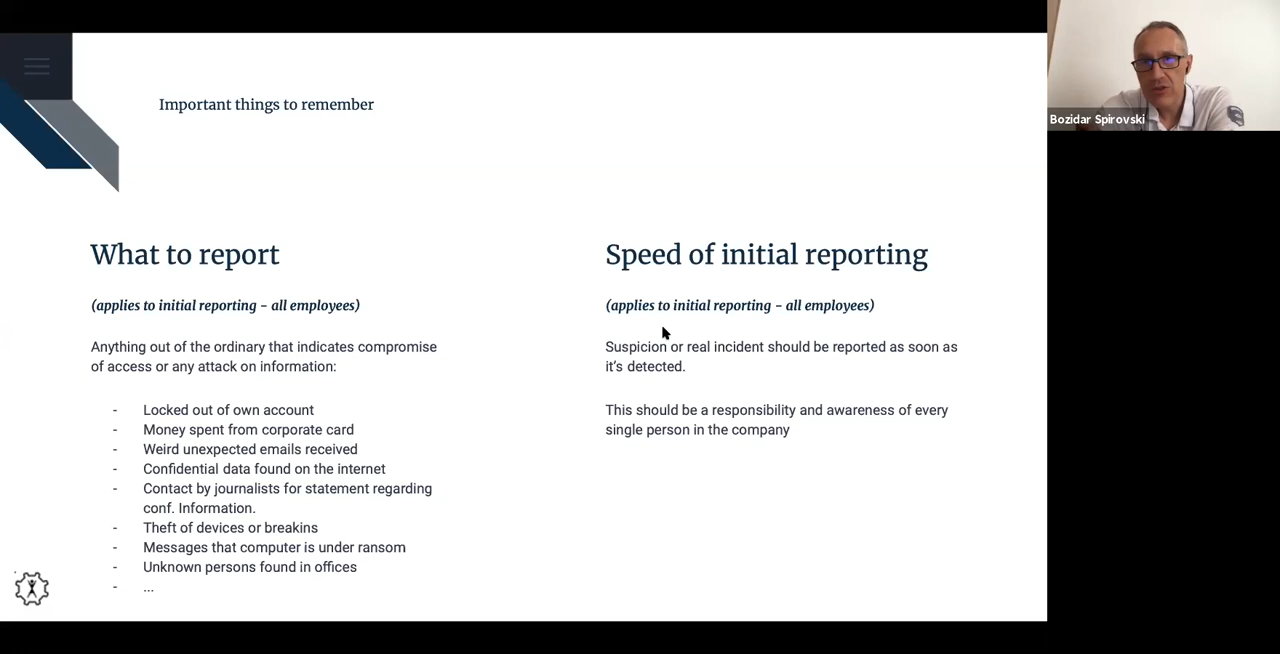 Important things to remember
Bozidar Spirovski
What to report
(applies to initial reporting - all employees)
Anything out of the ordinary that indicates compromise
of access or any attack on information:
- Locked out of own account
- Money spent from corporate card
- Weird unexpected emails received
- Confidential data found on the internet
- Contact by journalists for statement regarding
conf. Information.
- Theft of devices or breakins
- Messages that computer is under ransom
- Unknown persons found in offices
- ...
Speed of initial reporting
(applies to initial reporting - all employees)
Suspicion or real incident should be reported as soon as
it's detected.
This should be a responsibility and awareness of every
single person in the company